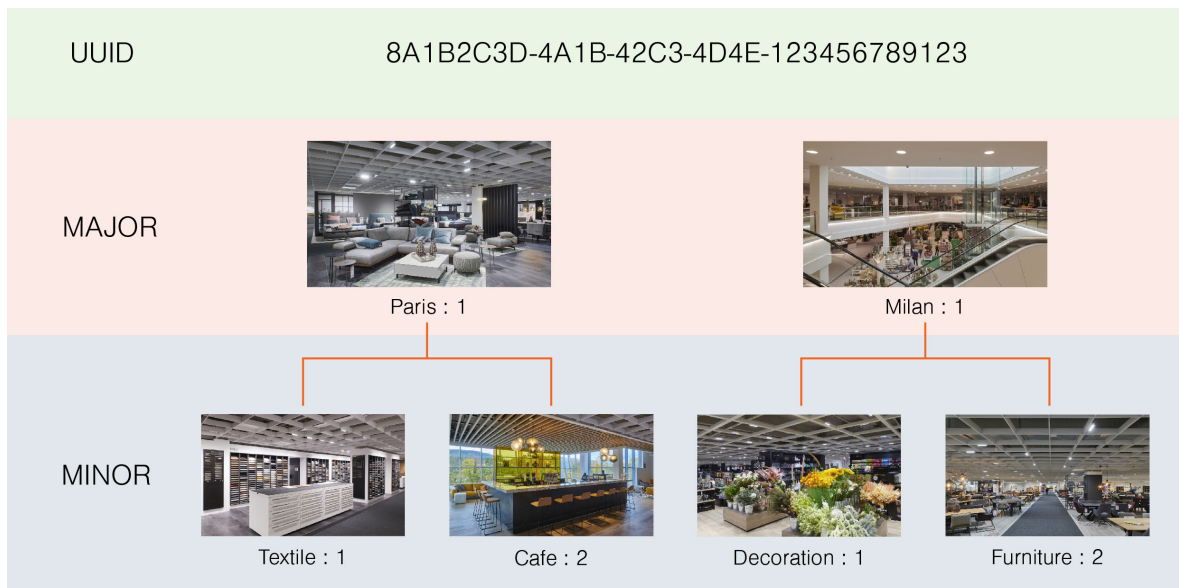 UUID 8A1B2C3D-4A1B-42C3-4D4E-123456789123
MAJOR
Paris : 1 Milan : 1
MINOR
Textile : 1 Cafe : 2 Decoration : 1 Furniture : 2